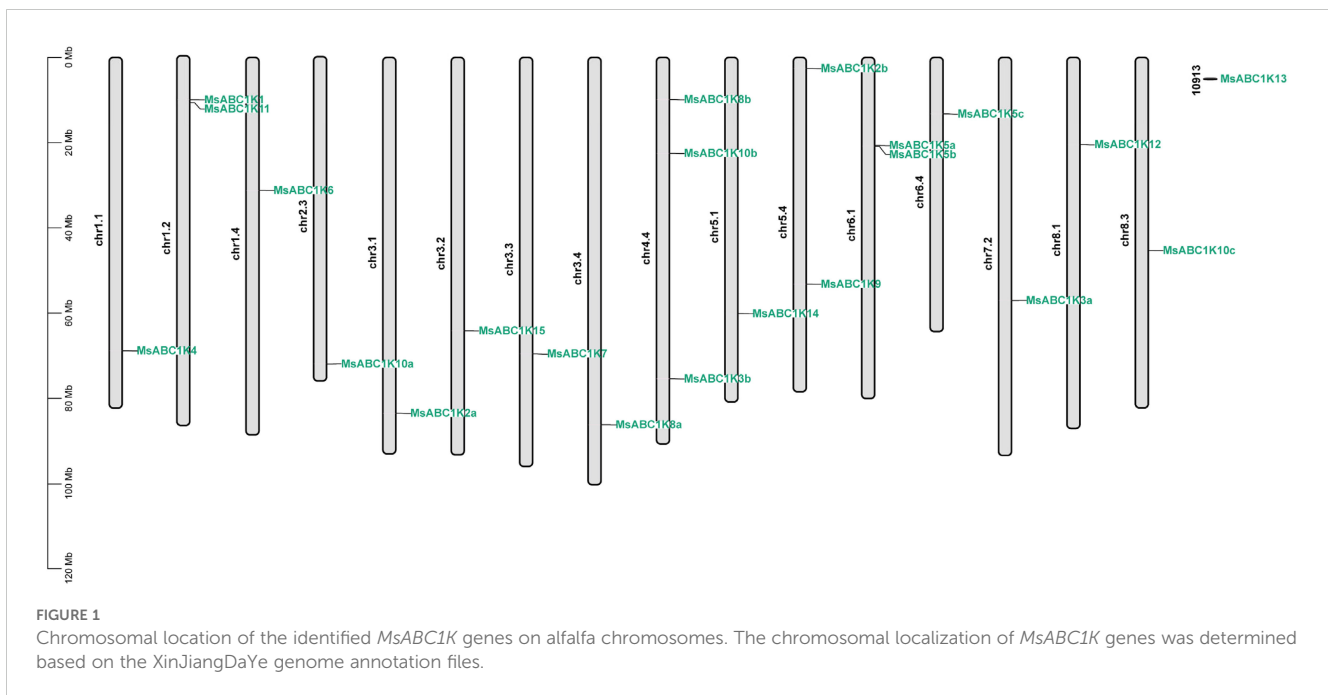 0 Mb
20 Mb
40 Mb
60 Mb
80 Mb
100 Mb
120 Mb
chr1.1
MsABC1K4
chr1.2
MsABC1K1
MsABC1K11
chr1.4
MsABC1K6
chr2.3
MsABC1K10a
chr3.1
MsABC1K2a
chr3.2
MsABC1K15
chr3.3
MsABC1K7
chr3.4
MsABC1K8a
chr4.4
MsABC1K8b
MsABC1K10b
MsABC1K3b
chr5.1
MsABC1K14
chr5.4
MsABC1K2b
MsABC1K9
chr6.1
MsABC1K5a
MsABC1K5b
chr6.4
MsABC1K5c
chr7.2
MsABC1K3a
chr8.1
MsABC1K12
chr8.3
MsABC1K10c
10913
MsABC1K13
FIGURE 1
Chromosomal location of the identified MsABC1K genes on alfalfa chromosomes. The chromosomal localization of MsABC1K genes was determined
based on the XinJiangDaYe genome annotation files.